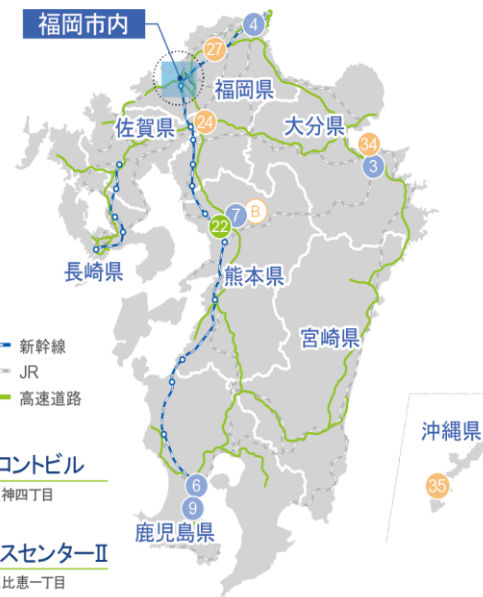 福岡市内
4
27
福岡県
佐賀県
24
大分県
34
3
7
B
22
長崎県
熊本県
宮崎県
新幹線
JR
高速道路
沖縄県
コントビル
神四丁目
35
6
9
鹿児島県
スセンターⅡ
比恵一丁目